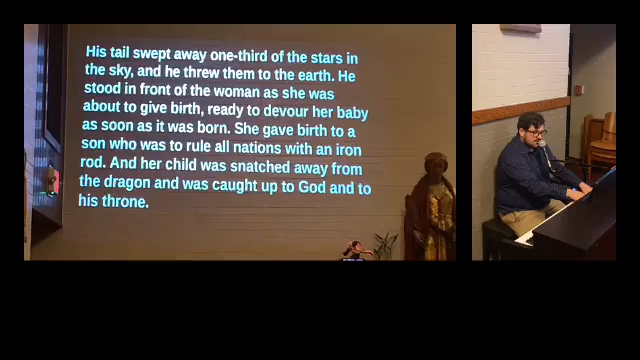 His tail swept away one-third of the stars in
the sky, and he threw them to the earth. He
stood in front of the woman as she was
about to give birth, ready to devour her baby
as soon as it was born. She gave birth to a
son who was to rule all nations with an iron
rod. And her child was snatched away from
the dragon and was caught up to God and to
his throne.